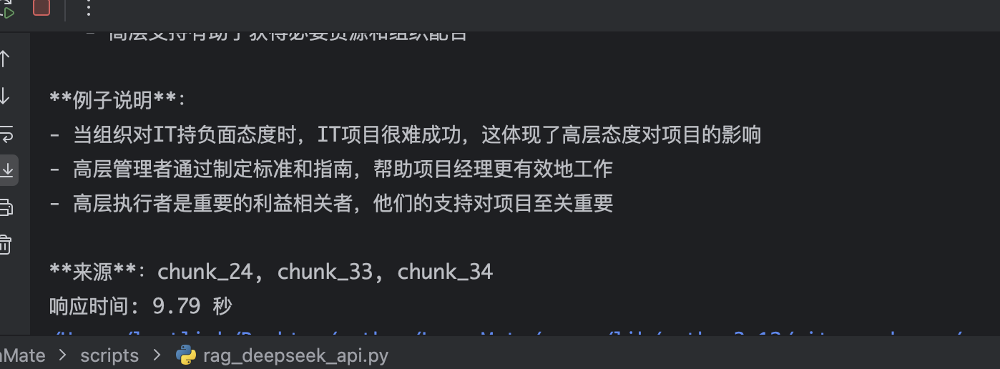 - 高层支持有助于获得必要资源和组织配合
**例子说明**：
- 当组织对IT持负面态度时，IT项目很难成功，这体现了高层态度对项目的影响
- 高层管理者通过制定标准和指南，帮助项目经理更有效地工作
- 高层执行者是重要的利益相关者，他们的支持对项目至关重要
**来源**：chunk_24, chunk_33, chunk_34
响应时间: 9.79 秒
Mate > scripts > rag_deepseek_api.py